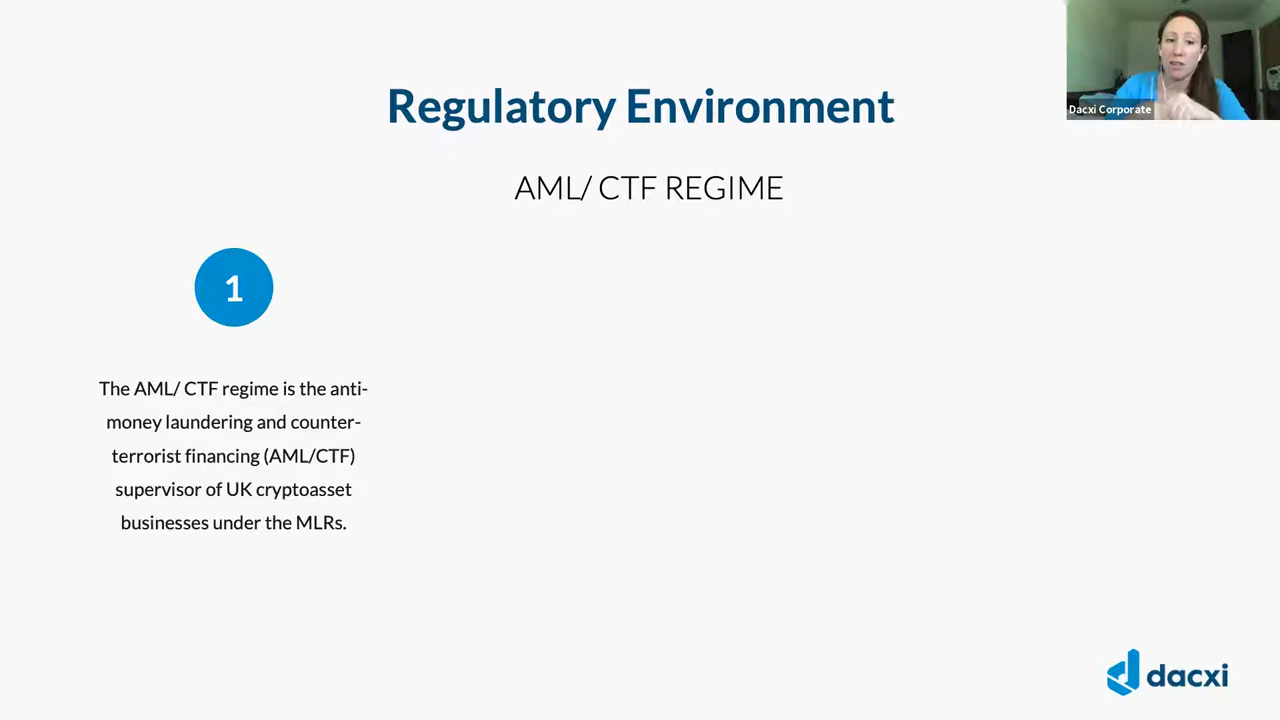 Regulatory Environment
Dacxi Corporate
AML/ CTF REGIME
1
The AML/ CTF regime is the anti-
money laundering and counter-
terrorist financing (AML/CTF)
supervisor of UK cryptoasset
businesses under the MLRs.
dacxi